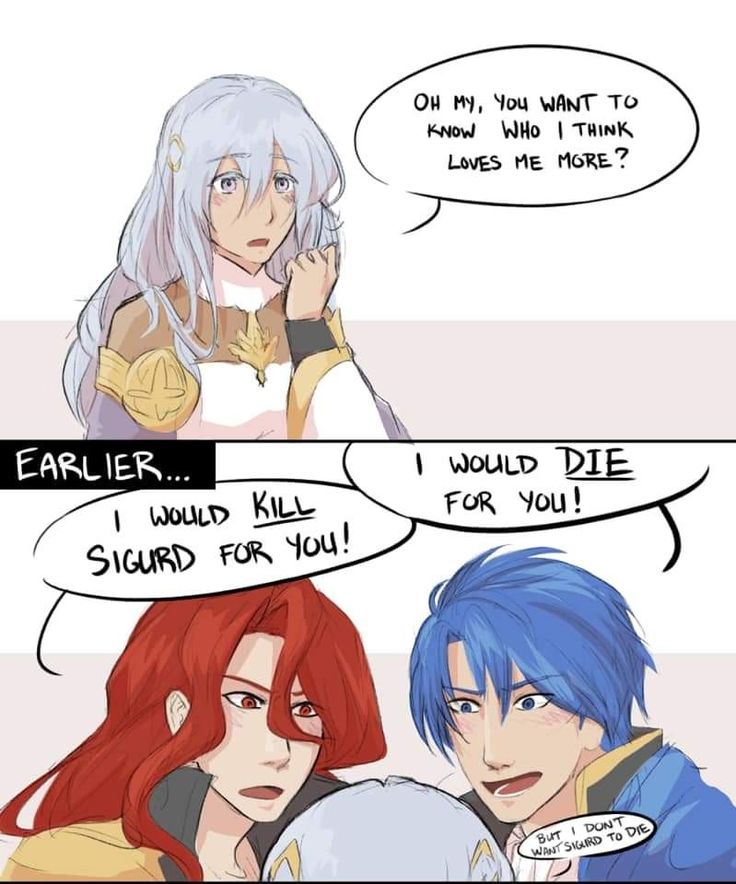 OH MY, YOU WANT TO
KNOW WHO I THINK
LOVES ME MORE?
EARLIER...
I WOULD KILL
SIGURD FOR YOU!
I WOULD DIE
FOR YOU!
BUT I DON'T
WANT SIGURD TO DIE